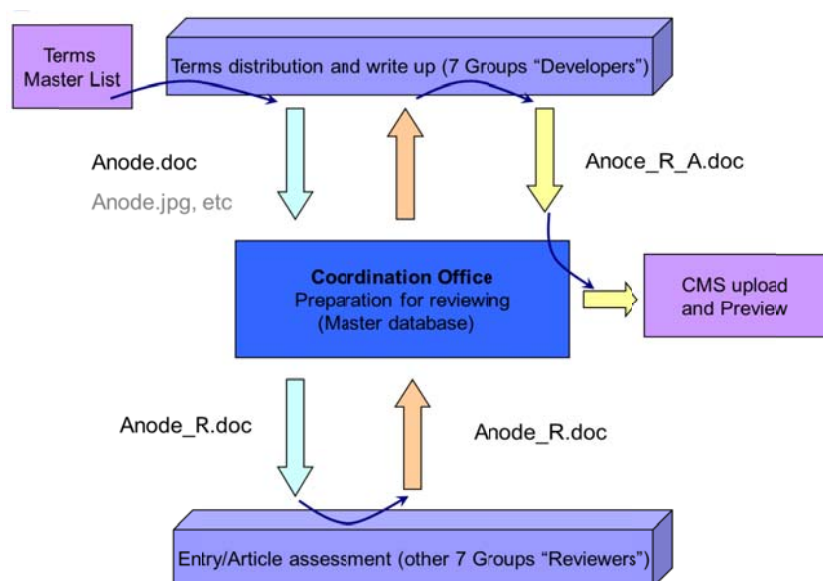 Terms
Master List
Terms distribution and write up (7 Groups “Developers”)
Anode.doc
Anode.jpg, etc
Anoce_R_A.doc
Coordination Office
Preparation for reviewing
(Master database)
CMS upload
and Preview
Anode_R.doc
Anode_R.doc
Entry/Article assessment (other 7 Groups “Reviewers”)